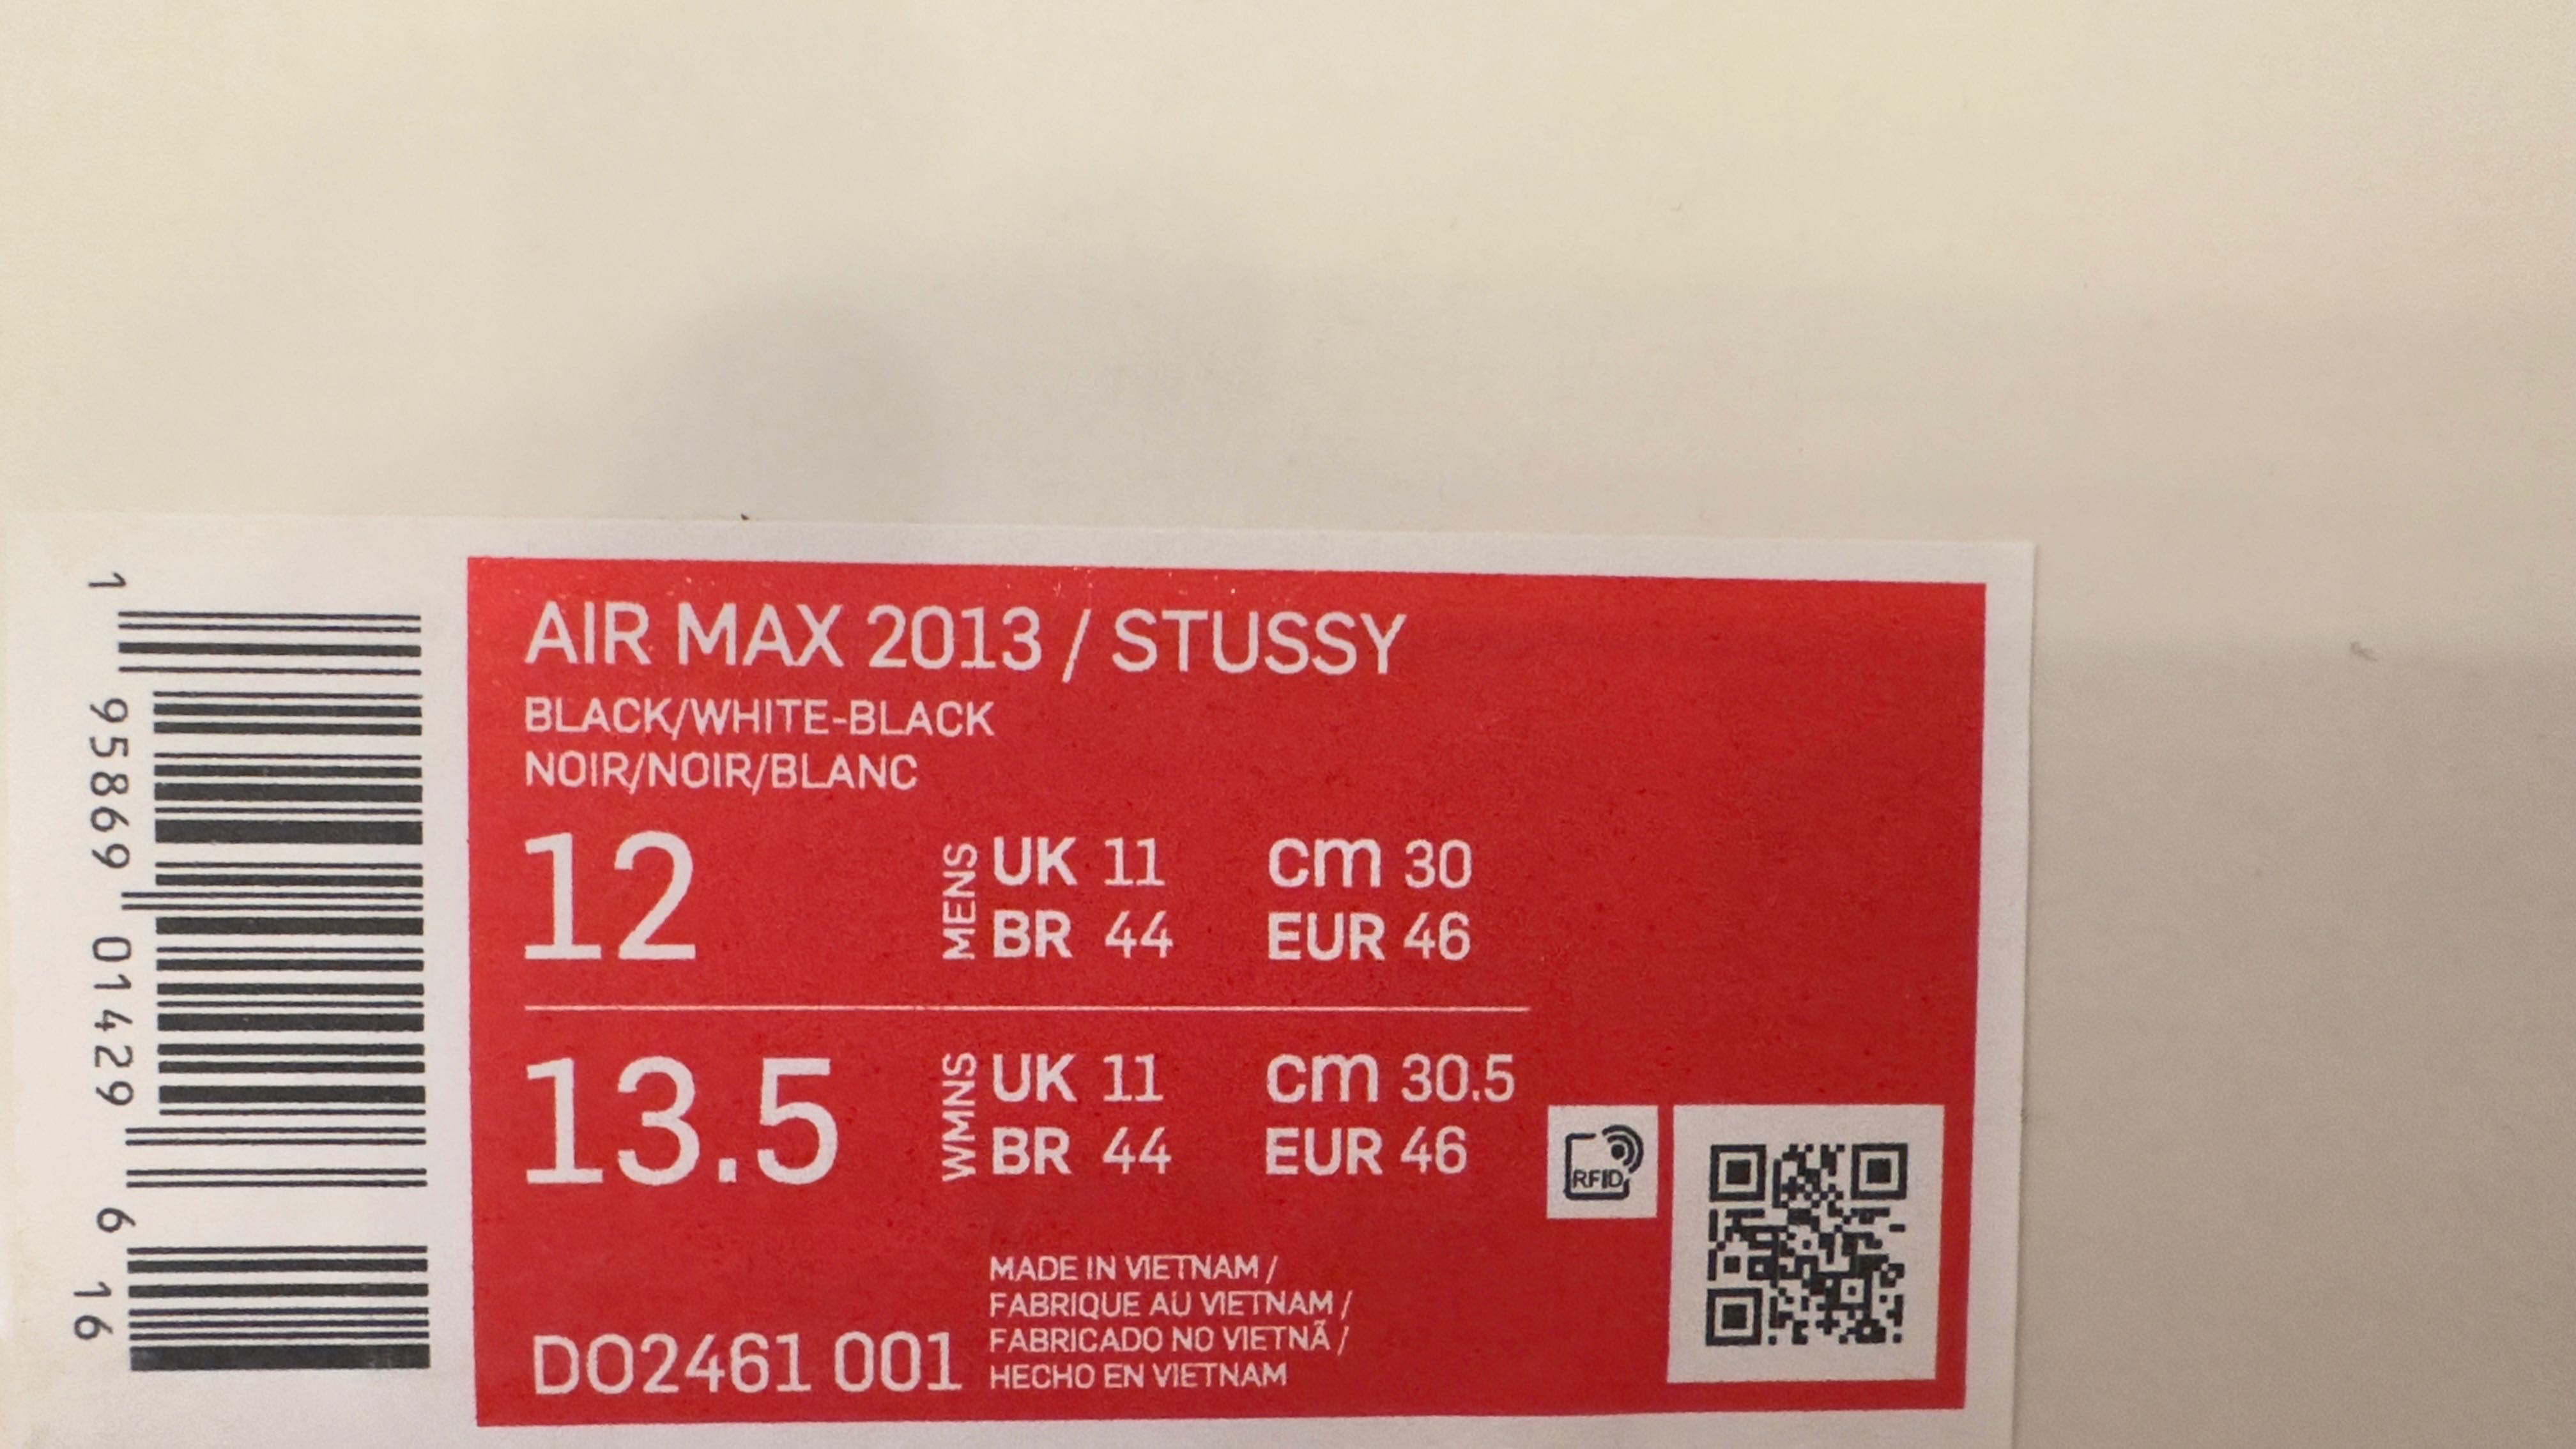 AIR MAX 2013 / STUSSY
BLACK/WHITE-BLACK
NOIR/NOIR/BLANC
12 MENS UK 11 cm 30
BR 44 EUR 46
13.5 WMNS UK 11 cm 30.5
BR 44 EUR 46
RFID
MADE IN VIETNAM /
FABRIQUE AU VIETNAM /
FABRICADO NO VIETNÃ /
HECHO EN VIETNAM
DO2461 001
1 95869 01429 6 16